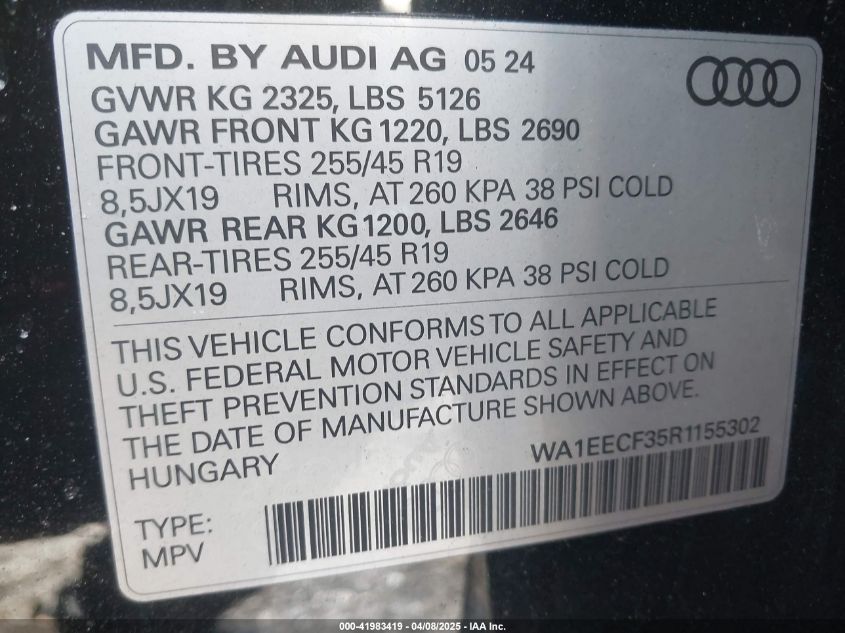 MFD. BY AUDI AG 05 24
GVWR KG 2325, LBS 5126
GAWR FRONT KG 1220, LBS 2690
FRONT-TIRES 255/45 R19
8,5JX19 RIMS, AT 260 KPA 38 PSI COLD
GAWR REAR KG 1200, LBS 2646
REAR-TIRES 255/45 R19
8,5JX19 RIMS, AT 260 KPA 38 PSI COLD
THIS VEHICLE CONFORMS TO ALL APPLICABLE
U.S. FEDERAL MOTOR VEHICLE SAFETY AND
THEFT PREVENTION STANDARDS IN EFFECT ON
THE DATE OF MANUFACTURE SHOWN ABOVE.
HUNGARY WA1EECF35R1155302
TYPE:
MPV
000-41983419 - 04/08/2025 - IAA Inc.